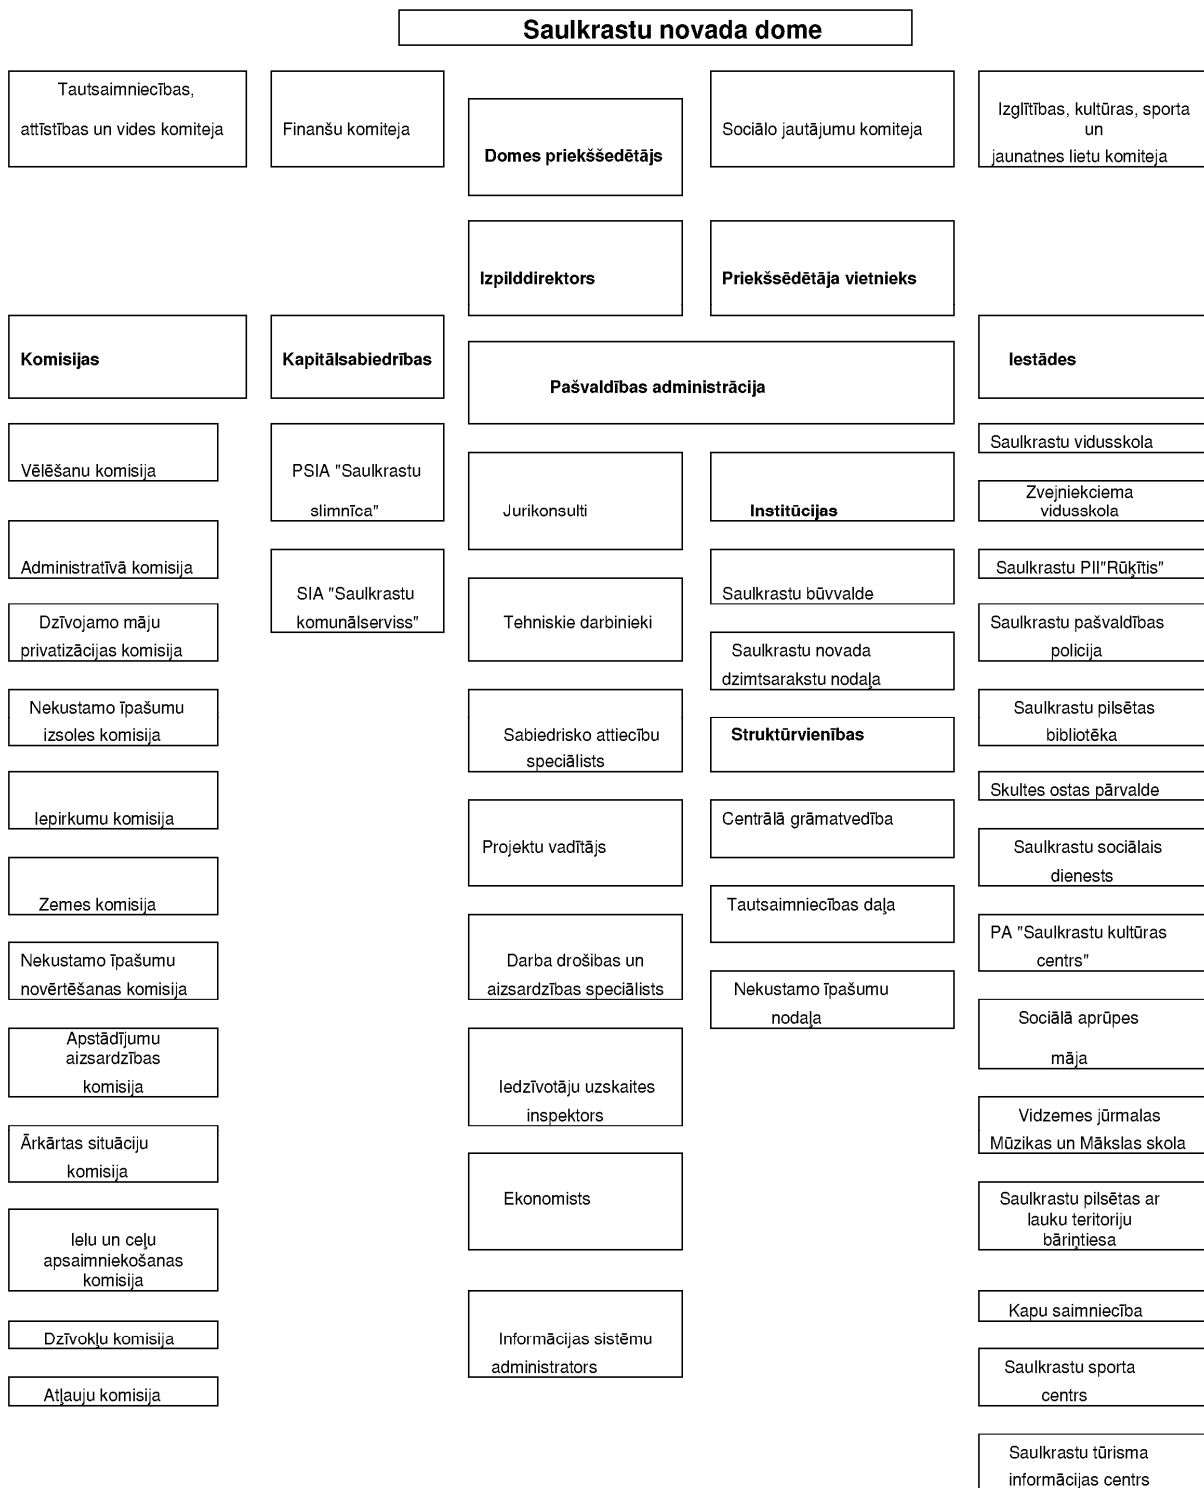 Saulkrastu novada dome
Tautsaimniecības,
attīstības un vides komiteja
Finanšu komiteja
Domes priekššedētājs
Sociālo jautājumu komiteja
Izglītības, kultūras, sporta
un
jaunatnes lietu komiteja
Izpilddirektors
Priekšsēdētāja vietnieks
Pašvaldības administrācija
Komisijas
Vēlēšanu komisija
Administratīvā komisija
Dzīvojamo māju
privatizācijas komisija
Nekustamo īpašumu
izsoles komisija
Iepirkumu komisija
Zemes komisija
Nekustamo īpašumu
novērtēšanas komisija
Apstādījumu
aizsardzības
komisija
Ārkārtas situāciju
komisija
Ielu un ceļu
apsaimniekošanas
komisija
Dzīvokļu komisija
Atļauju komisija
Kapitālsabiedrības
PSIA "Saulkrastu
slimnīca"
SIA "Saulkrastu
komunālserviss"
Jurikonsulti
Tehniskie darbinieki
Sabiedrisko attiecību
speciālists
Projektu vadītājs
Darba drošibas un
aizsardzības speciālists
Iedzīvotāju uzskaites
inspektors
Ekonomists
Informācijas sistēmu
administrators
Institūcijas
Saulkrastu būvvalde
Saulkrastu novada
dzimtsarakstu nodaļa
Struktūrvienības
Centrālā grāmatvedība
Tautsaimniecības daļa
Nekustamo īpašumu
nodaļa
Iestādes
Saulkrastu vidusskola
Zvejniekciema
vidusskola
Saulkrastu PII"Rūķītis"
Saulkrastu pašvaldības
policija
Saulkrastu pilsētas
bibliotēka
Skultes ostas pārvalde
Saulkrastu sociālais
dienests
PA "Saulkrastu kultūras
centrs"
Sociālā aprūpes
māja
Vidzemes jūrmalas
Mūzikas un Mākslas skola
Saulkrastu pilsētas ar
lauku teritoriju
bāriņtiesa
Kapu saimniecība
Saulkrastu sporta
centrs
Saulkrastu tūrisma
informācijas centrs